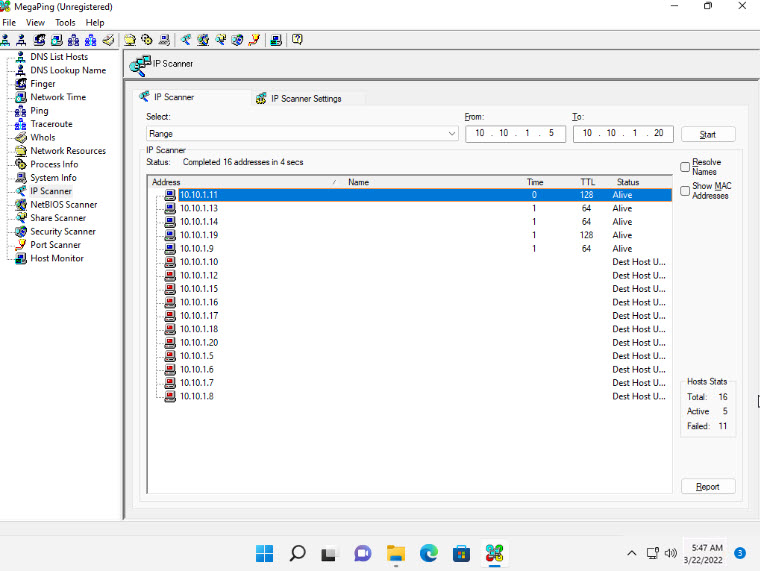 MegaPing (Unregistered)
File View Tools Help
DNS List Hosts
DNS Lookup Name
Finger
Network Time
Ping
Traceroute
WhoIs
Network Resources
Process Info
System Info
IP Scanner
NetBIOS Scanner
Share Scanner
Security Scanner
Port Scanner
Host Monitor
IP Scanner
IP Scanner
IP Scanner Settings
Select:
From:
To:
Range
10 . 10 . 1 . 5
10 . 10 . 1 . 20
Start
IP Scanner
Status: Completed 16 addresses in 4 secs
Resolve
Names
Show MAC
Addresses
Address Name Time TTL Status
10.10.1.11 0 128 Alive
10.10.1.13 1 64 Alive
10.10.1.14 1 64 Alive
10.10.1.19 1 128 Alive
10.10.1.9 1 64 Alive
10.10.1.10 Dest Host U...
10.10.1.12 Dest Host U...
10.10.1.15 Dest Host U...
10.10.1.16 Dest Host U...
10.10.1.17 Dest Host U...
10.10.1.18 Dest Host U...
10.10.1.20 Dest Host U...
10.10.1.5 Dest Host U...
10.10.1.6 Dest Host U...
10.10.1.7 Dest Host U...
10.10.1.8 Dest Host U...
Hosts Stats
Total: 16
Active 5
Failed: 11
Report
5:47 AM
3/22/2022
3